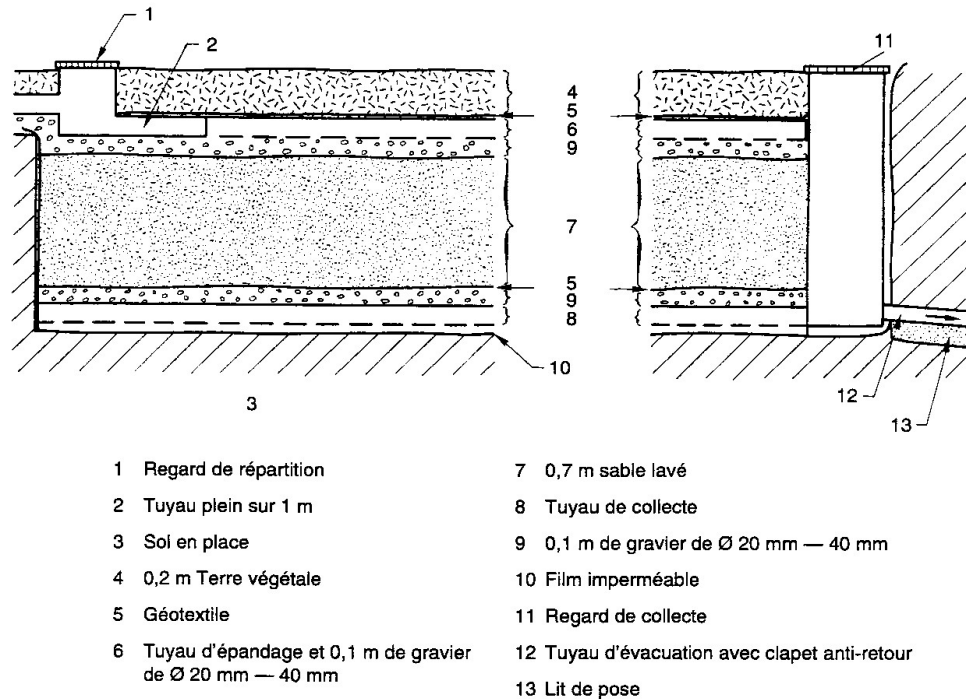 1
2
11
4
5
6
9
7
5
9
8
10
3
12
13
1 Regard de répartition
2 Tuyau plein sur 1 m
3 Sol en place
4 0,2 m Terre végétale
5 Géotextile
6 Tuyau d'épandage et 0,1 m de gravier
de Ø 20 mm — 40 mm
7 0,7 m sable lavé
8 Tuyau de collecte
9 0,1 m de gravier de Ø 20 mm — 40 mm
10 Film imperméable
11 Regard de collecte
12 Tuyau d'évacuation avec clapet anti-retour
13 Lit de pose